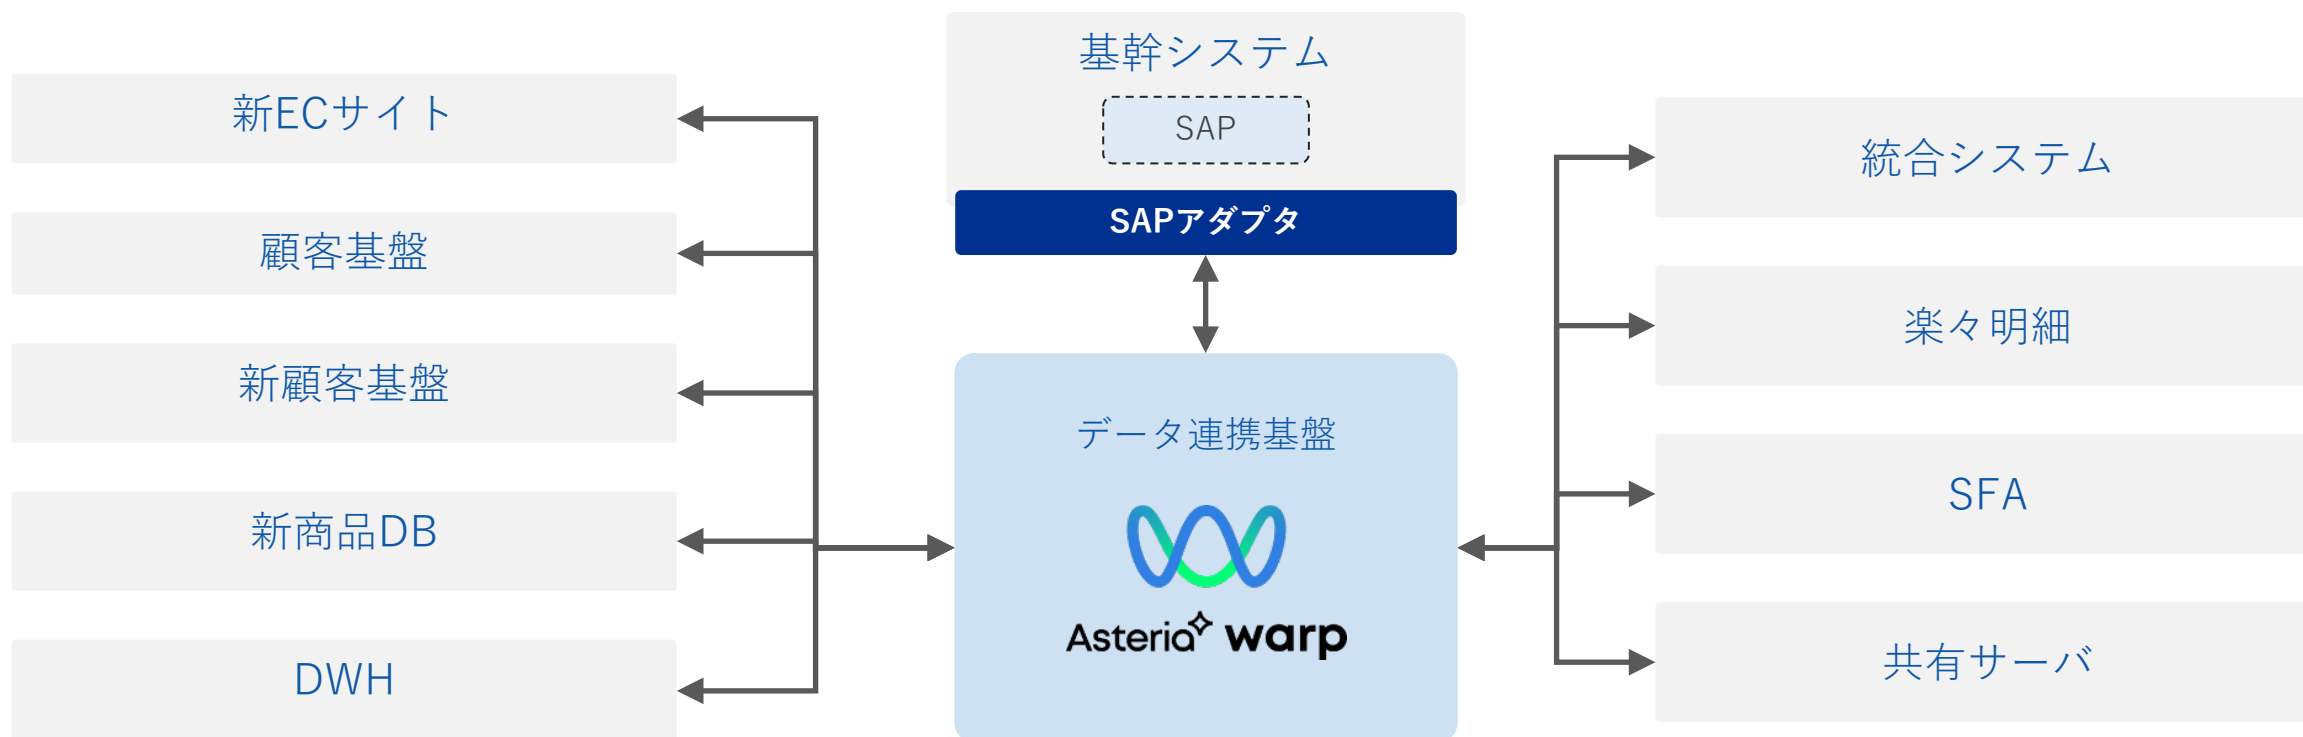 新ECサイト
顧客基盤
新顧客基盤
新商品DB
DWH
基幹システム
SAP
SAPアダプタ
データ連携基盤
Asteria warp
統合システム
楽々明細
SFA
共有サーバ